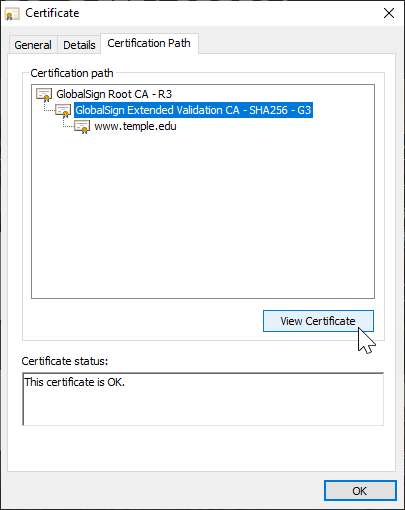 Certificate
General Details Certification Path
Certification path
GlobalSign Root CA - R3
GlobalSign Extended Validation CA - SHA256 - G3
www.temple.edu
View Certificate
Certificate status:
This certificate is OK.
OK